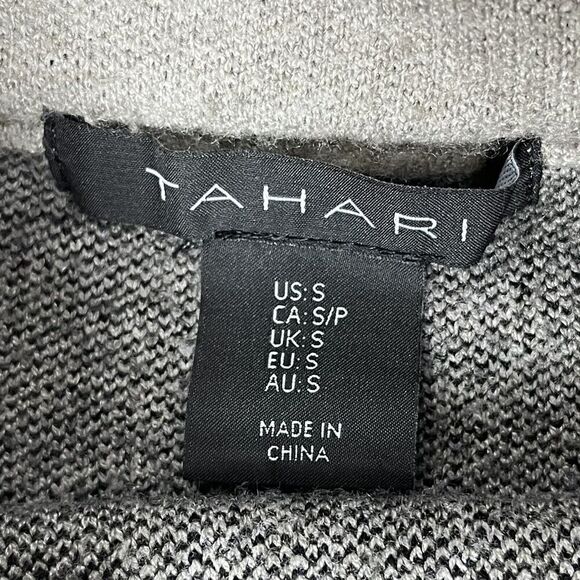 TAHARI
US: S
CA: S/P
UK: S
EU: S
AU: S
MADE IN
CHINA